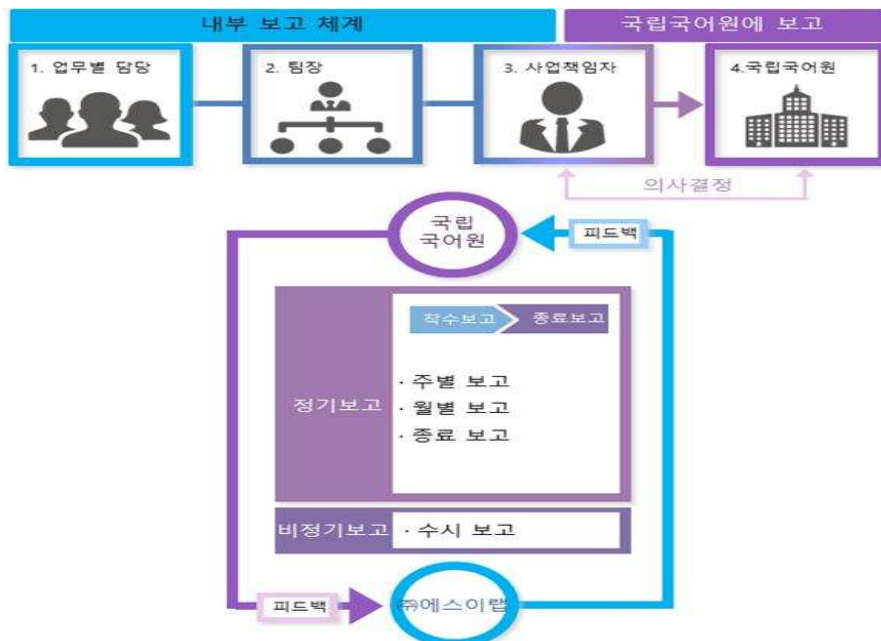 내부 보고 체계
국립국어원에 보고
1. 업무별 담당
2. 팀장
3. 사업책임자
4.국립국어원
의사결정
국립
국어원
피드백
착수보고
종료보고
정기보고
· 주별 보고
· 월별 보고
· 종료 보고
비정기보고
· 수시 보고
피드백
㈜에스이랩